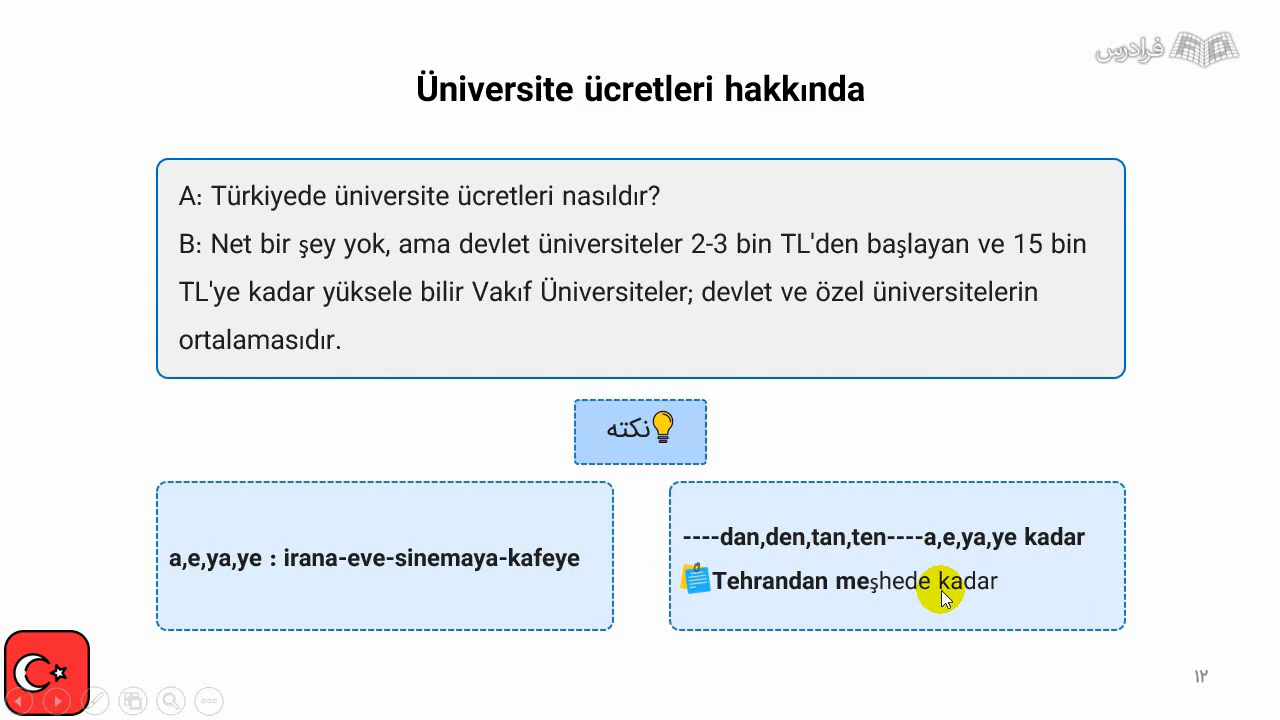 فرادرس
Üniversite ücretleri hakkında
A: Türkiyede üniversite ücretleri nasıldır?
B: Net bir şey yok, ama devlet üniversiteler 2-3 bin TL'den başlayan ve 15 bin
TL'ye kadar yüksele bilir Vakıf Üniversiteler; devlet ve özel üniversitelerin
ortalamasıdır.
نکته
a,e,ya,ye : irana-eve-sinemaya-kafeye
----dan,den,tan,ten----a,e,ya,ye kadar
Tehrandan meşhede kadar
۱۲